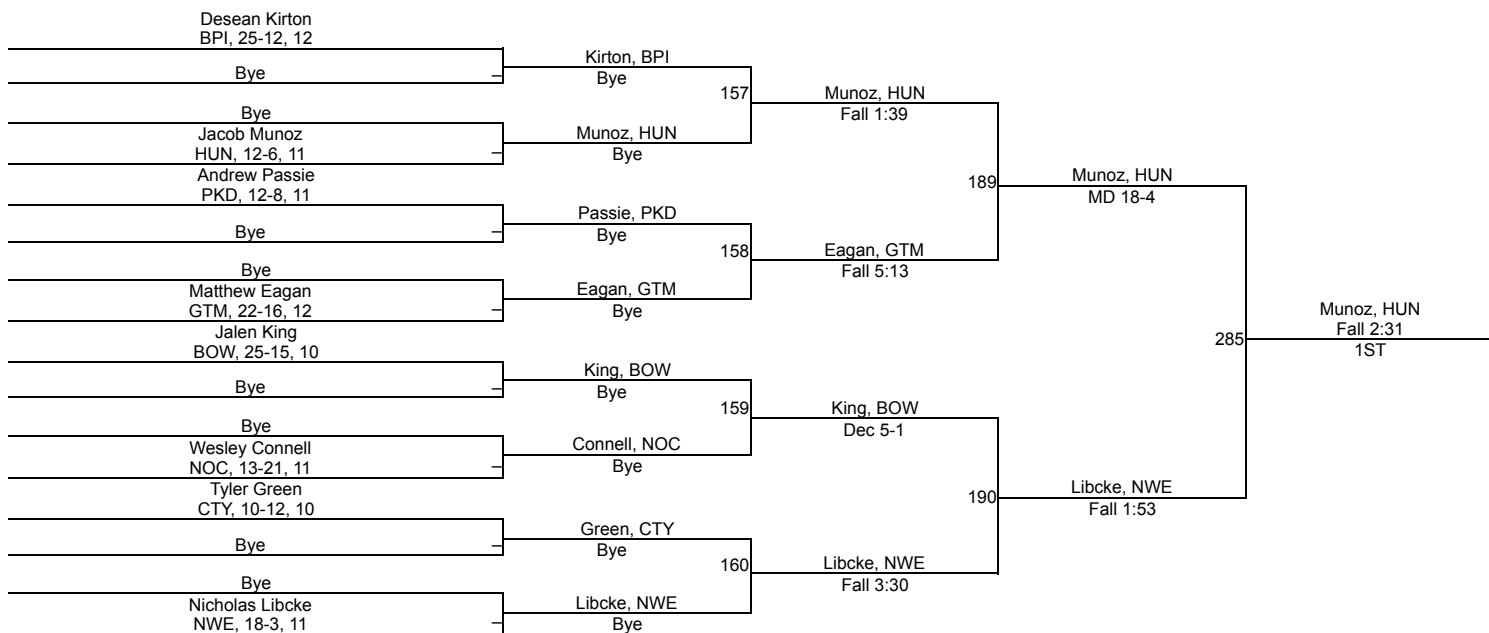 Desean Kirton
BPI, 25-12, 12
Bye
Bye
Jacob Munoz
HUN, 12-6, 11
Andrew Passie
PKD, 12-8, 11
Bye
Bye
Matthew Eagan
GTM, 22-16, 12
Jalen King
BOW, 25-15, 10
Bye
Bye
Wesley Connell
NOC, 13-21, 11
Tyler Green
CTY, 10-12, 10
Bye
Bye
Nicholas Libcke
NWE, 18-3, 11
Kirton, BPI
Bye
Munoz, HUN
Bye
Passie, PKD
Bye
Eagan, GTM
Bye
King, BOW
Bye
Connell, NOC
Bye
Green, CTY
Bye
Libcke, NWE
Bye
157
158
159
160
Munoz, HUN
Fall 1:39
Eagan, GTM
Fall 5:13
King, BOW
Dec 5-1
Libcke, NWE
Fall 3:30
189
190
Munoz, HUN
MD 18-4
Libcke, NWE
Fall 1:53
285
Munoz, HUN
Fall 2:31
1ST